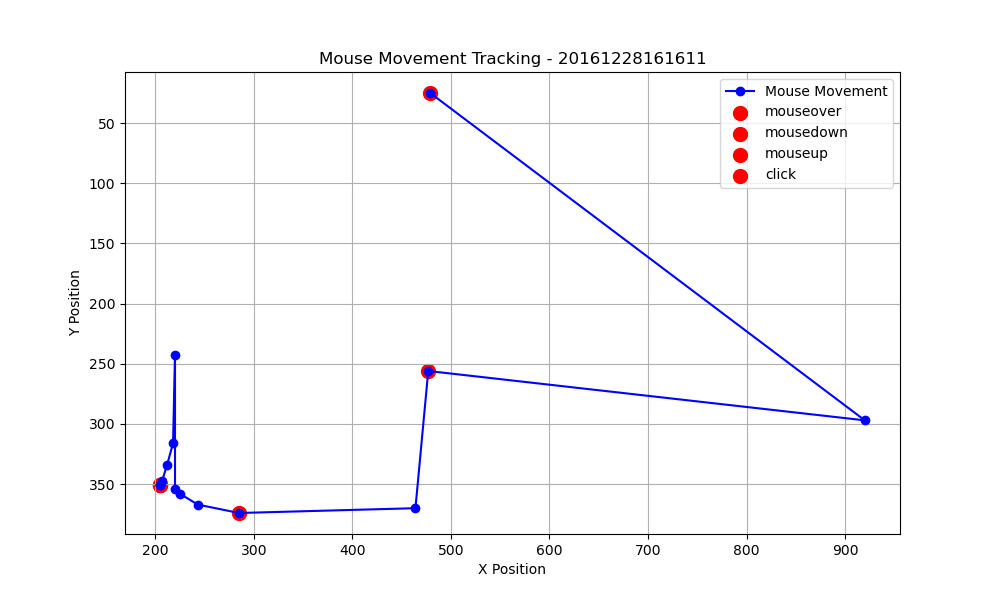 Mouse Movement Tracking - 20161228161611
Mouse Movement
mouseover
mousedown
mouseup
click
50
100
150
200
250
300
350
Y Position
200 300 400 500 600 700 800 900
X Position